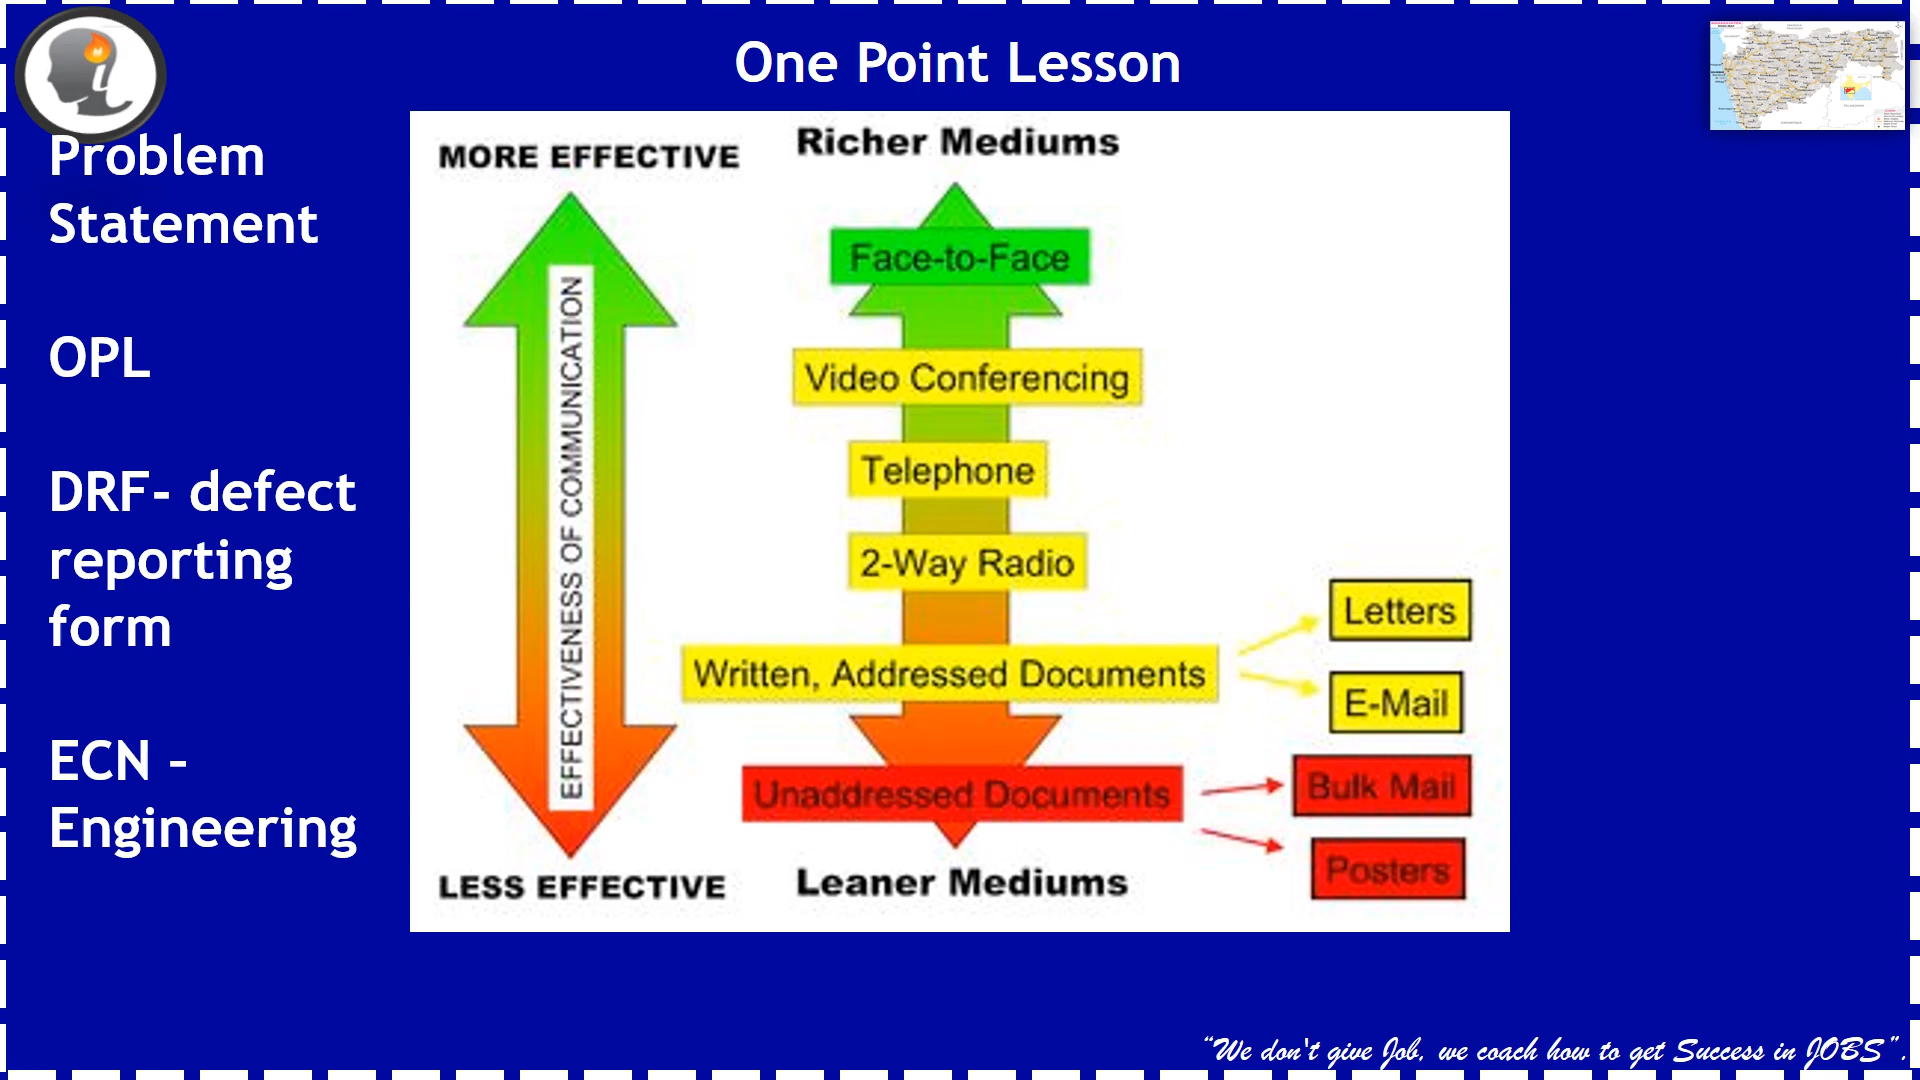 One Point Lesson
Problem
Statement
OPL
DRF- defect
reporting
form
ECN –
Engineering
MORE EFFECTIVE
EFFECTIVENESS OF COMMUNICATION
LESS EFFECTIVE
Richer Mediums
Face-to-Face
Video Conferencing
Telephone
2-Way Radio
Written, Addressed Documents
Letters
E-Mail
Unaddressed Documents
Bulk Mail
Posters
Leaner Mediums
“We don't give Job, we coach how to get Success in JOBS”.